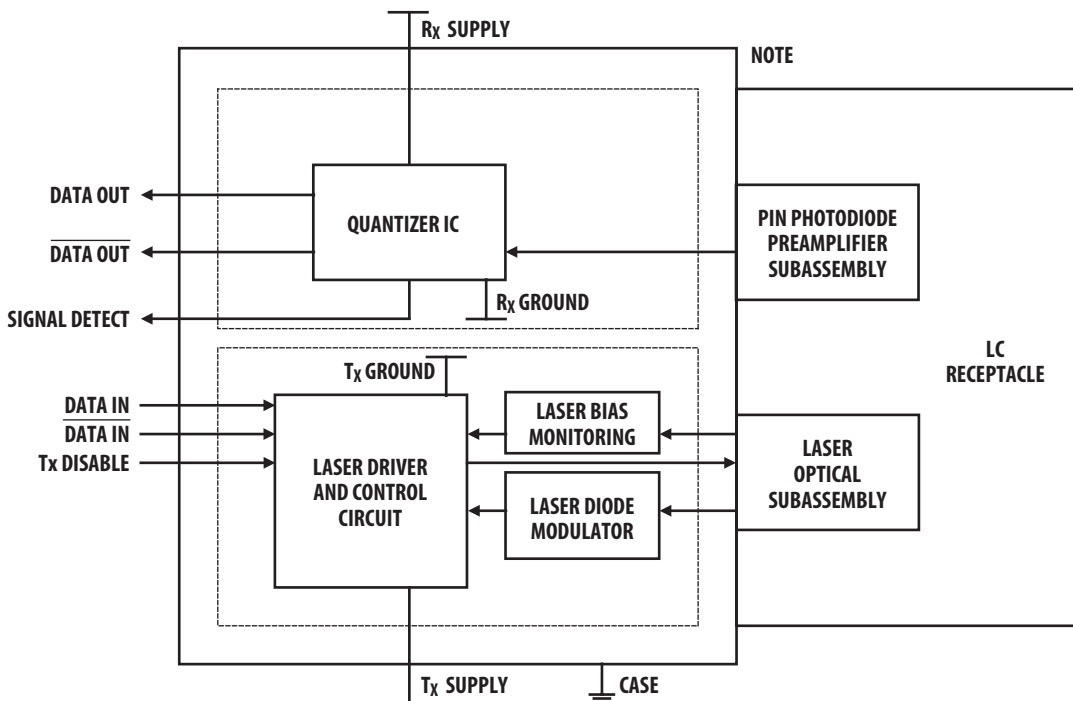 Rx SUPPLY
NOTE
DATA OUT
QUANTIZER IC
DATA OUT
SIGNAL DETECT
Rx GROUND
PIN PHOTODIODE
PREAMPLIFIER
SUBASSEMBLY
LC
RECEPTACLE
Tx GROUND
DATA IN
DATA IN
Tx DISABLE
LASER DRIVER
AND CONTROL
CIRCUIT
LASER BIAS
MONITORING
LASER DIODE
MODULATOR
LASER
OPTICAL
SUBASSEMBLY
Tx SUPPLY
CASE